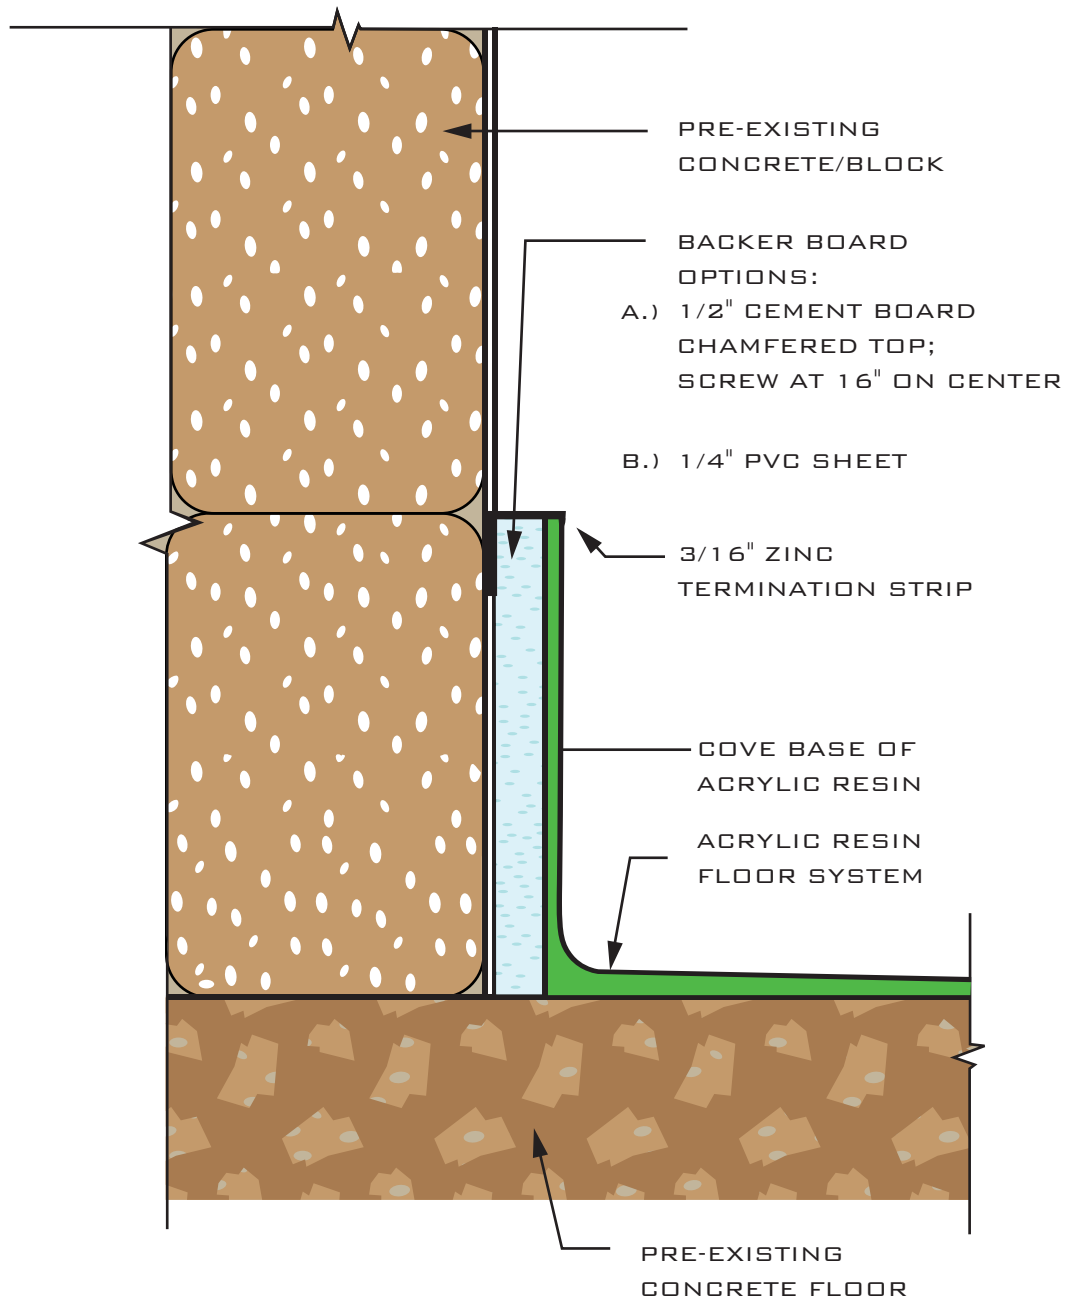 PRE-EXISTING
CONCRETE/BLOCK
BACKER BOARD
OPTIONS:
A.) 1/2" CEMENT BOARD
CHAMFERED TOP;
SCREW AT 16" ON CENTER
B.) 1/4" PVC SHEET
3/16" ZINC
TERMINATION STRIP
COVE BASE OF
ACRYLIC RESIN
ACRYLIC RESIN
FLOOR SYSTEM
PRE-EXISTING
CONCRETE FLOOR